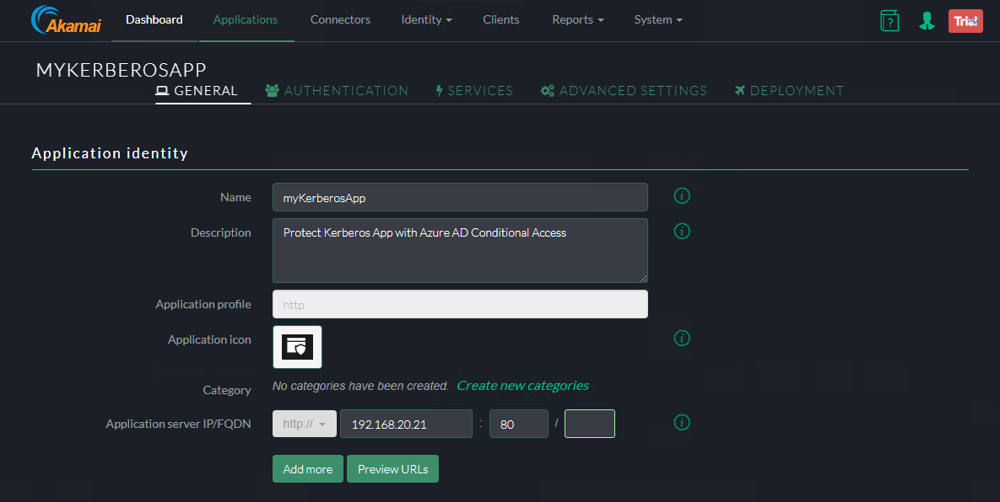 Akamai
Dashboard Applications Connectors Identity Clients Reports System ? Trial
MYKERBEROSAPP
GENERAL AUTHENTICATION SERVICES ADVANCED SETTINGS DEPLOYMENT
Application identity
Name myKerberosApp i
Description Protect Kerberos App with Azure AD Conditional Access i
Application profile http
Application icon i
Category No categories have been created. Create new categories
Application server IP/FQDN http:// 192.168.20.21 : 80 / i
Add more Preview URLs